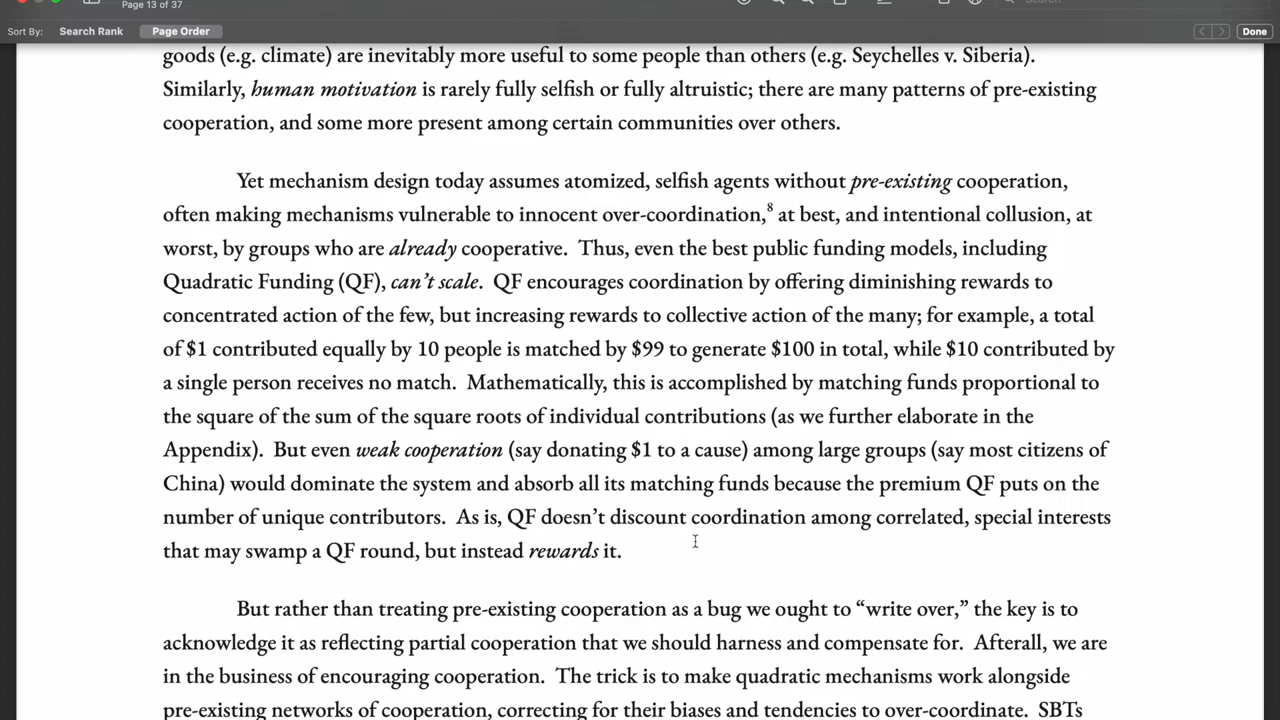 Page 13 of 37
Search
Sort By: Search Rank Page Order Done
goods (e.g. climate) are inevitably more useful to some people than others (e.g. Seychelles v. Siberia).
Similarly, human motivation is rarely fully selfish or fully altruistic; there are many patterns of pre-existing
cooperation, and some more present among certain communities over others.
Yet mechanism design today assumes atomized, selfish agents without pre-existing cooperation,
often making mechanisms vulnerable to innocent over-coordination,⁸ at best, and intentional collusion, at
worst, by groups who are already cooperative. Thus, even the best public funding models, including
Quadratic Funding (QF), can't scale. QF encourages coordination by offering diminishing rewards to
concentrated action of the few, but increasing rewards to collective action of the many; for example, a total
of $1 contributed equally by 10 people is matched by $99 to generate $100 in total, while $10 contributed by
a single person receives no match. Mathematically, this is accomplished by matching funds proportional to
the square of the sum of the square roots of individual contributions (as we further elaborate in the
Appendix). But even weak cooperation (say donating $1 to a cause) among large groups (say most citizens of
China) would dominate the system and absorb all its matching funds because the premium QF puts on the
number of unique contributors. As is, QF doesn't discount coordination among correlated, special interests
that may swamp a QF round, but instead rewards it.
But rather than treating pre-existing cooperation as a bug we ought to “write over,” the key is to
acknowledge it as reflecting partial cooperation that we should harness and compensate for. Afterall, we are
in the business of encouraging cooperation. The trick is to make quadratic mechanisms work alongside
pre-existing networks of cooperation, correcting for their biases and tendencies to over-coordinate. SBTs